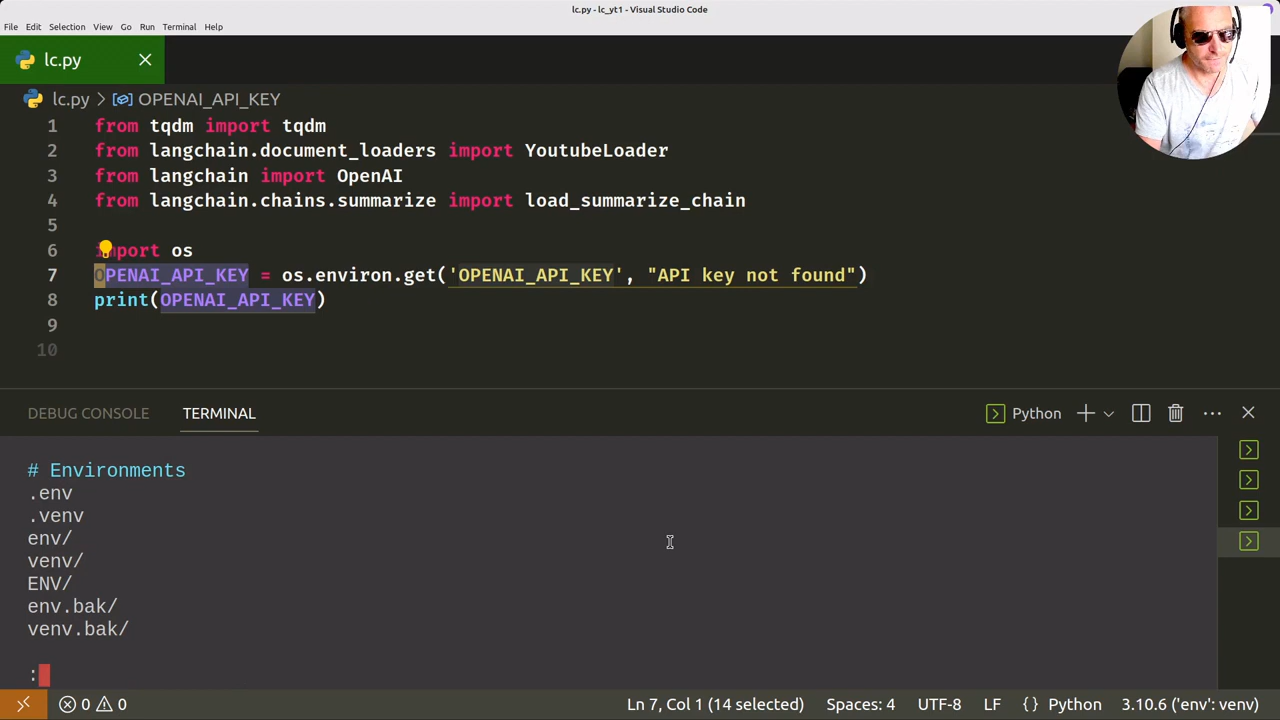 lc.py - lc_yt1 - Visual Studio Code
File Edit Selection View Go Run Terminal Help
lc.py
lc.py > OPENAI_API_KEY
1 from tqdm import tqdm
2 from langchain.document_loaders import YoutubeLoader
3 from langchain import OpenAI
4 from langchain.chains.summarize import load_summarize_chain
5
6 import os
7 OPENAI_API_KEY = os.environ.get('OPENAI_API_KEY', "API key not found")
8 print(OPENAI_API_KEY)
9
10
DEBUG CONSOLE TERMINAL Python
# Environments
.env
.venv
env/
venv/
ENV/
env.bak/
venv.bak/
:
0 0 Ln 7, Col 1 (14 selected) Spaces: 4 UTF-8 LF {} Python 3.10.6 ('env': venv)